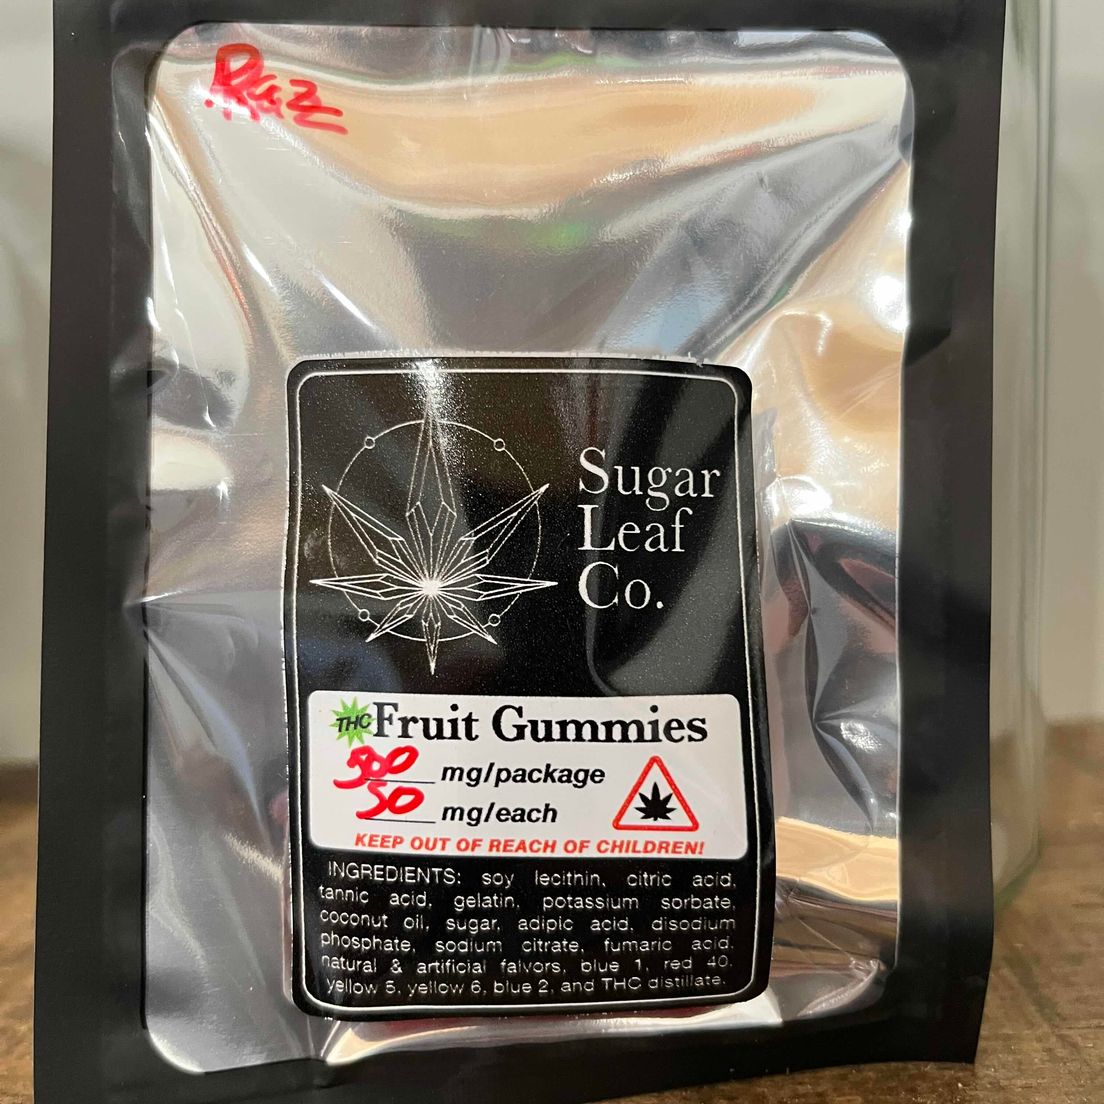 Raz
Sugar
Leaf
Co.
THC Fruit Gummies
500 mg/package
50 mg/each
KEEP OUT OF REACH OF CHILDREN!
INGREDIENTS: soy lecithin, citric acid,
tannic acid, gelatin, potassium sorbate,
coconut oil, sugar, adipic acid, disodium
phosphate, sodium citrate, fumaric acid,
natural & artificial falvors, blue 1, red 40,
yellow 5, yellow 6, blue 2, and THC distillate.